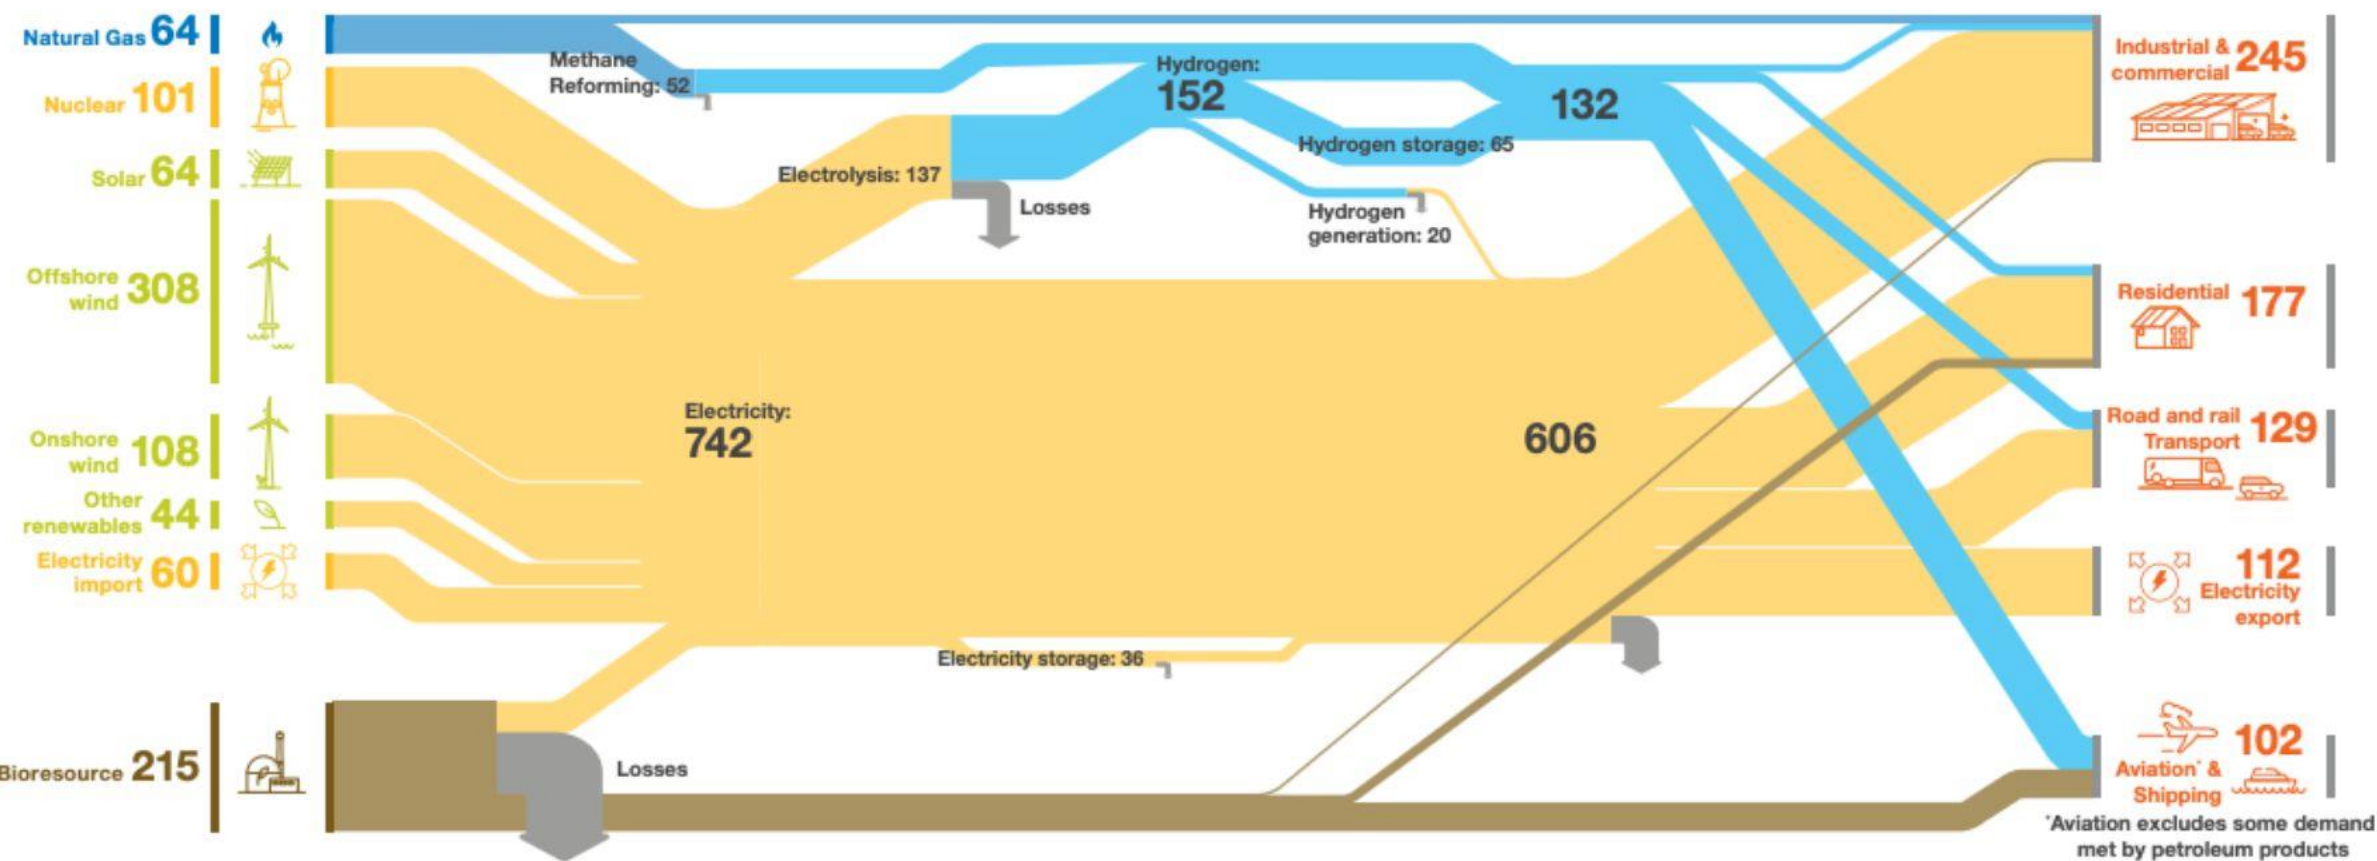 Natural Gas 64
Nuclear 101
Solar 64
Offshore
wind 308
Onshore
wind 108
Other
renewables 44
Electricity
import 60
Bioresource 215
Methane
Reforming: 52
Electrolysis: 137
Losses
Hydrogen:
152
Hydrogen storage: 65
Hydrogen
generation: 20
132
Electricity:
742
606
Electricity storage: 36
Losses
Industrial &
commercial 245
Residential 177
Road and rail
Transport 129
112
Electricity
export
102
Aviation* &
Shipping
*Aviation excludes some demand
met by petroleum products